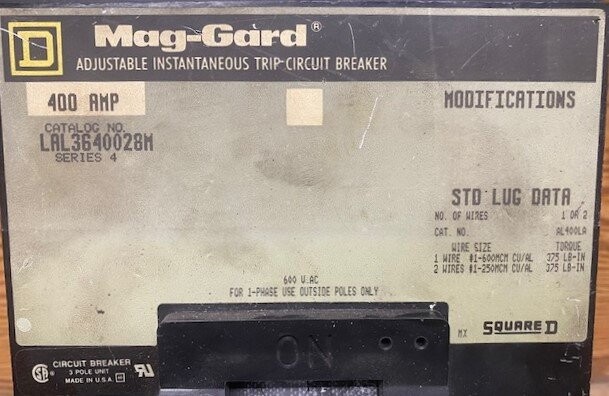 D
Mag-Gard®
ADJUSTABLE INSTANTANEOUS TRIP CIRCUIT BREAKER
400 AMP
MODIFICATIONS
CATALOG NO.
LAL3640028M
SERIES 4
STD LUG DATA
NO. OF WIRES 1 OR 2
CAT. NO. AL400LA
WIRE SIZE TORQUE
1 WIRE #1-600MCM CU/AL 375 LB-IN
2 WIRES #1-250MCM CU/AL 375 LB-IN
600 V AC
FOR 1-PHASE USE OUTSIDE POLES ONLY
MX SQUARE D
ON
CIRCUIT BREAKER
3 POLE UNIT
MADE IN U.S.A.